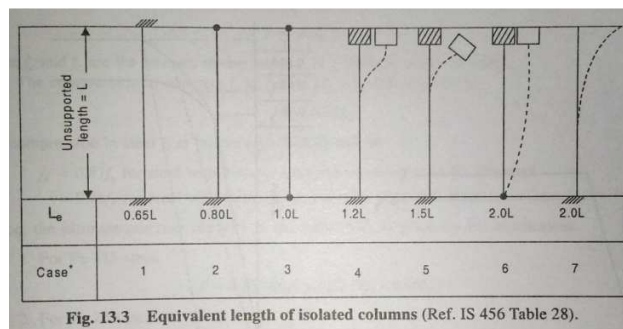 Unsupported
length = L
Le 0.65L 0.80L 1.0L 1.2L 1.5L 2.0L 2.0L
Case* 1 2 3 4 5 6 7
Fig. 13.3 Equivalent length of isolated columns (Ref. IS 456 Table 28).